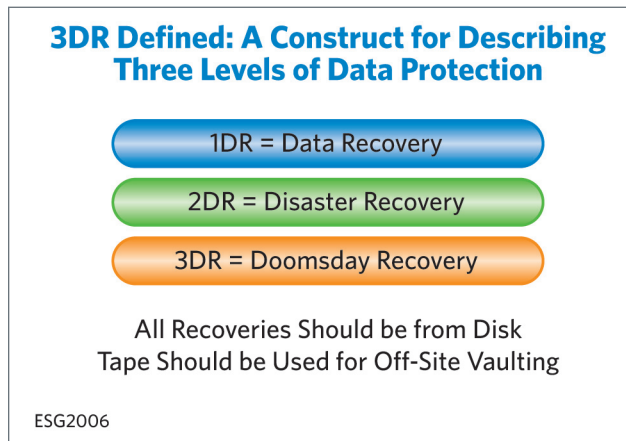 3DR Defined: A Construct for Describing
Three Levels of Data Protection
1DR = Data Recovery
2DR = Disaster Recovery
3DR = Doomsday Recovery
All Recoveries Should be from Disk
Tape Should be Used for Off-Site Vaulting
ESG2006